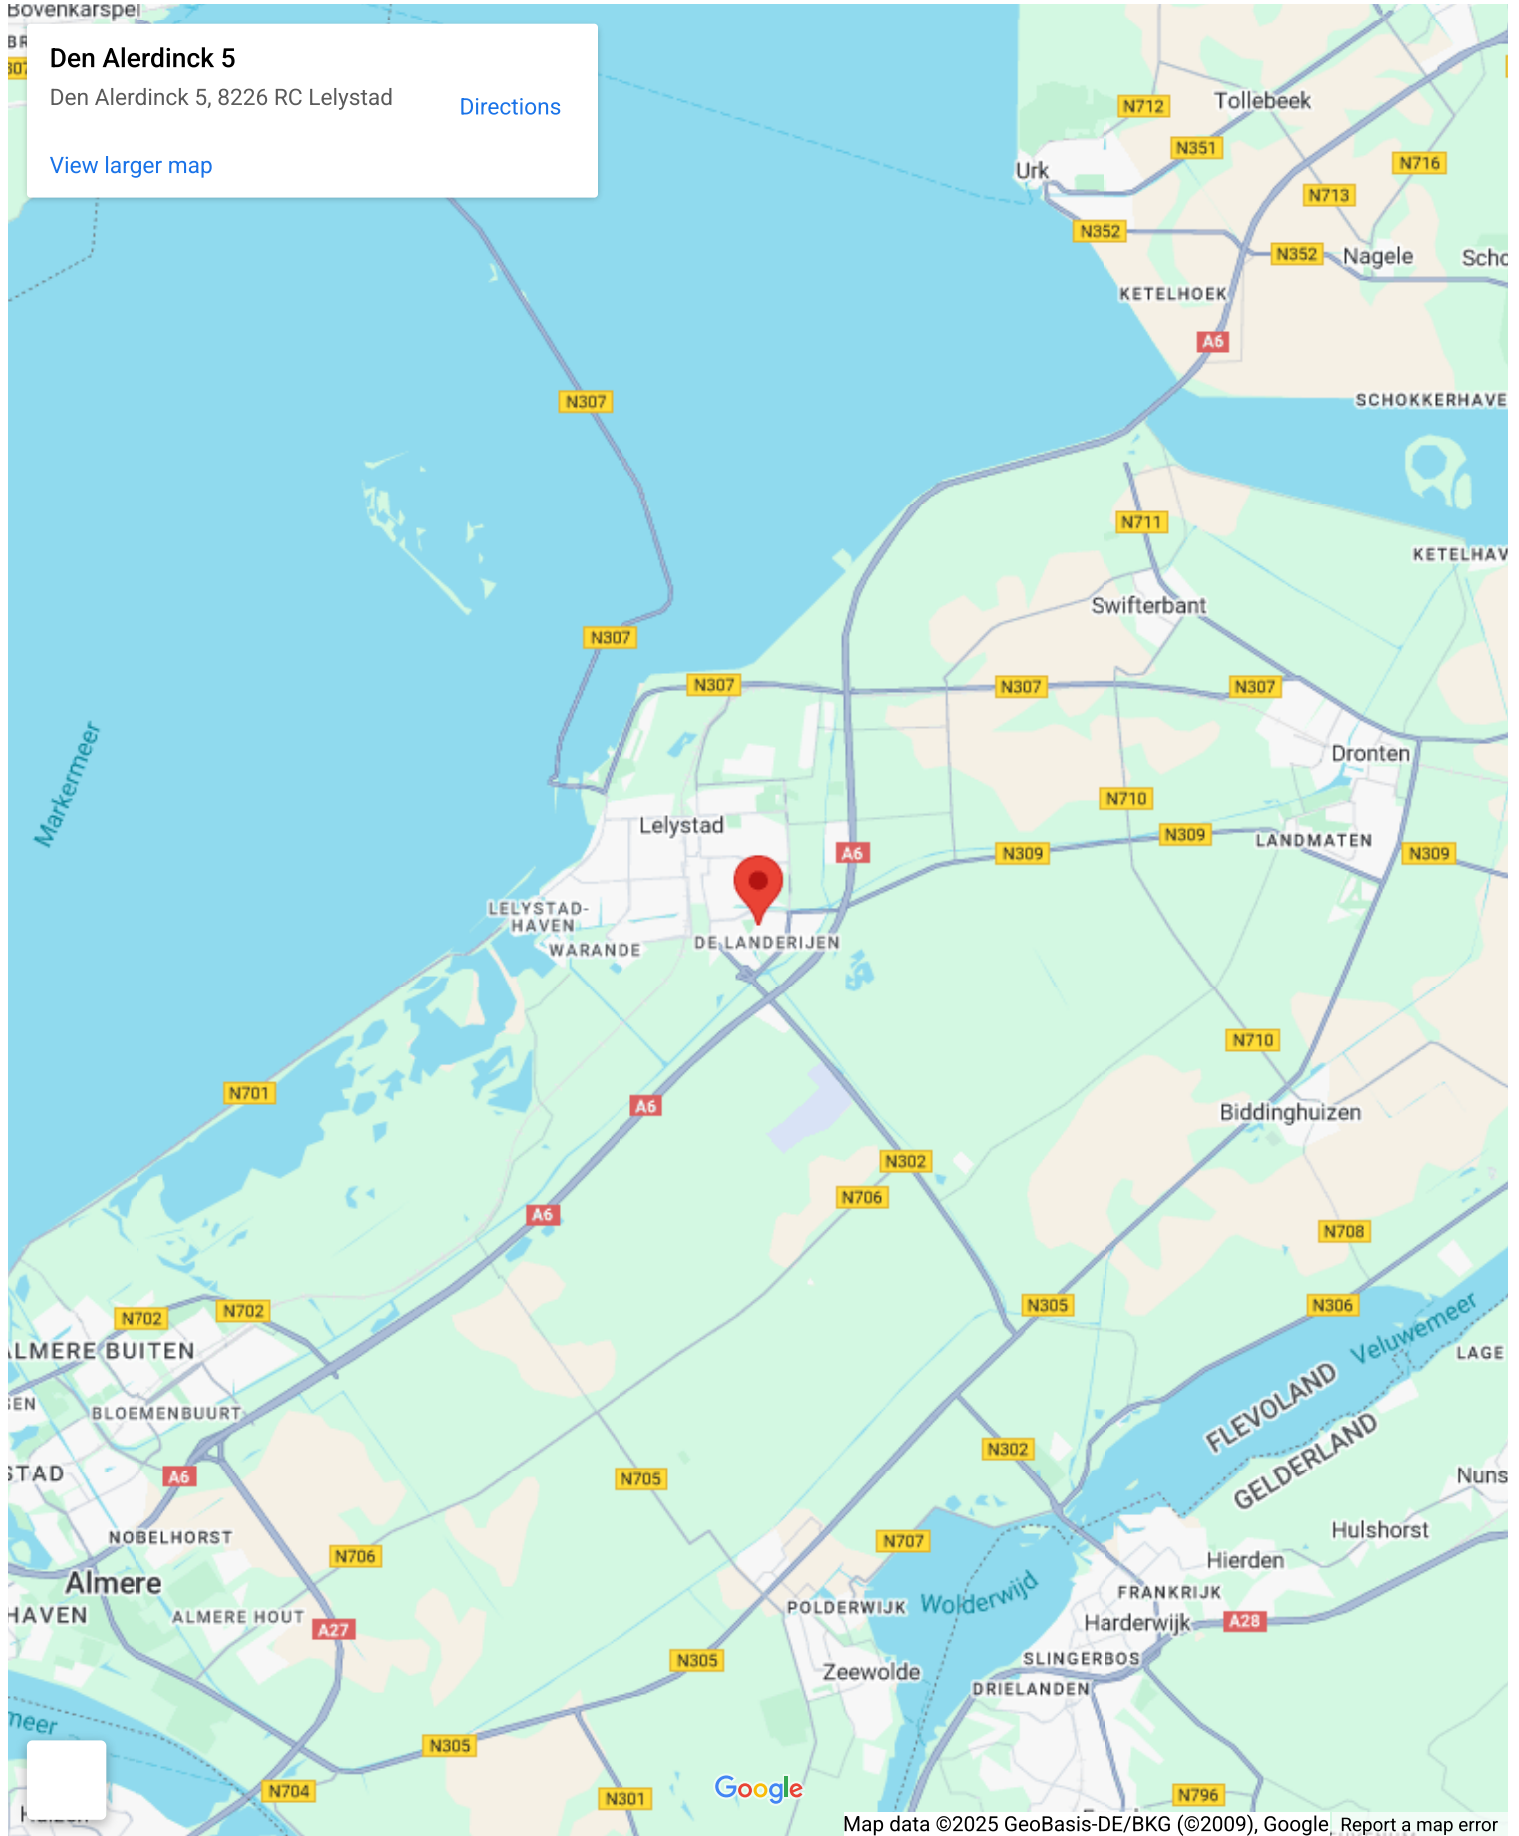 Bovenkarspel
Den Alerdinck 5
Den Alerdinck 5, 8226 RC Lelystad
Directions
View larger map
N712
Tollebeek
N351
N716
Urk
N713
N352
N352
Nagele
KETELHOEK
A6
N307
SCHOKKERHAVE
N711
KETELHAV
Swifterbant
N307
N307
N307
N307
Markermeer
Dronten
N710
Lelystad
N309
LANDMATEN
A6
N309
N309
LELYSTAD-
HAVEN
WARANDE
DE LANDERIJEN
N710
N701
A6
Biddinghuizen
N302
N706
A6
N708
N702
N702
N305
N306
Veluwemeer
ALMERE BUITEN
LAGE
FLEVOLAND
GELDERLAND
BLOEMENBUURT
N302
STAD
A6
N705
Nuns
NOBELHORST
N707
Hulshorst
N706
Hierden
Almere
Wolderwijd
FRANKRIJK
HAVEN
ALMERE HOUT
A27
POLDERWIJK
Harderwijk
A28
N305
SLINGERBOS
Zeewolde
DRIELANDEN
meer
N305
N704
N301
Google
N796
Map data ©2025 GeoBasis-DE/BKG (©2009), Google
Report a map error